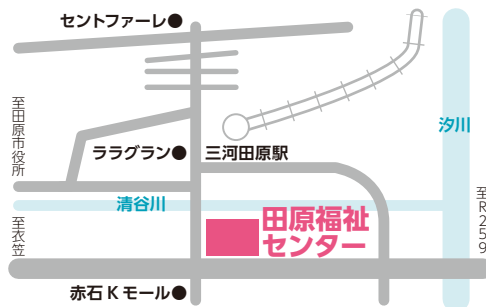 セントファーレ
至田原市役所
汐川
ララグラン
三河田原駅
清谷川
至衣笠
田原福祉
センター
至R259
赤石Kモール